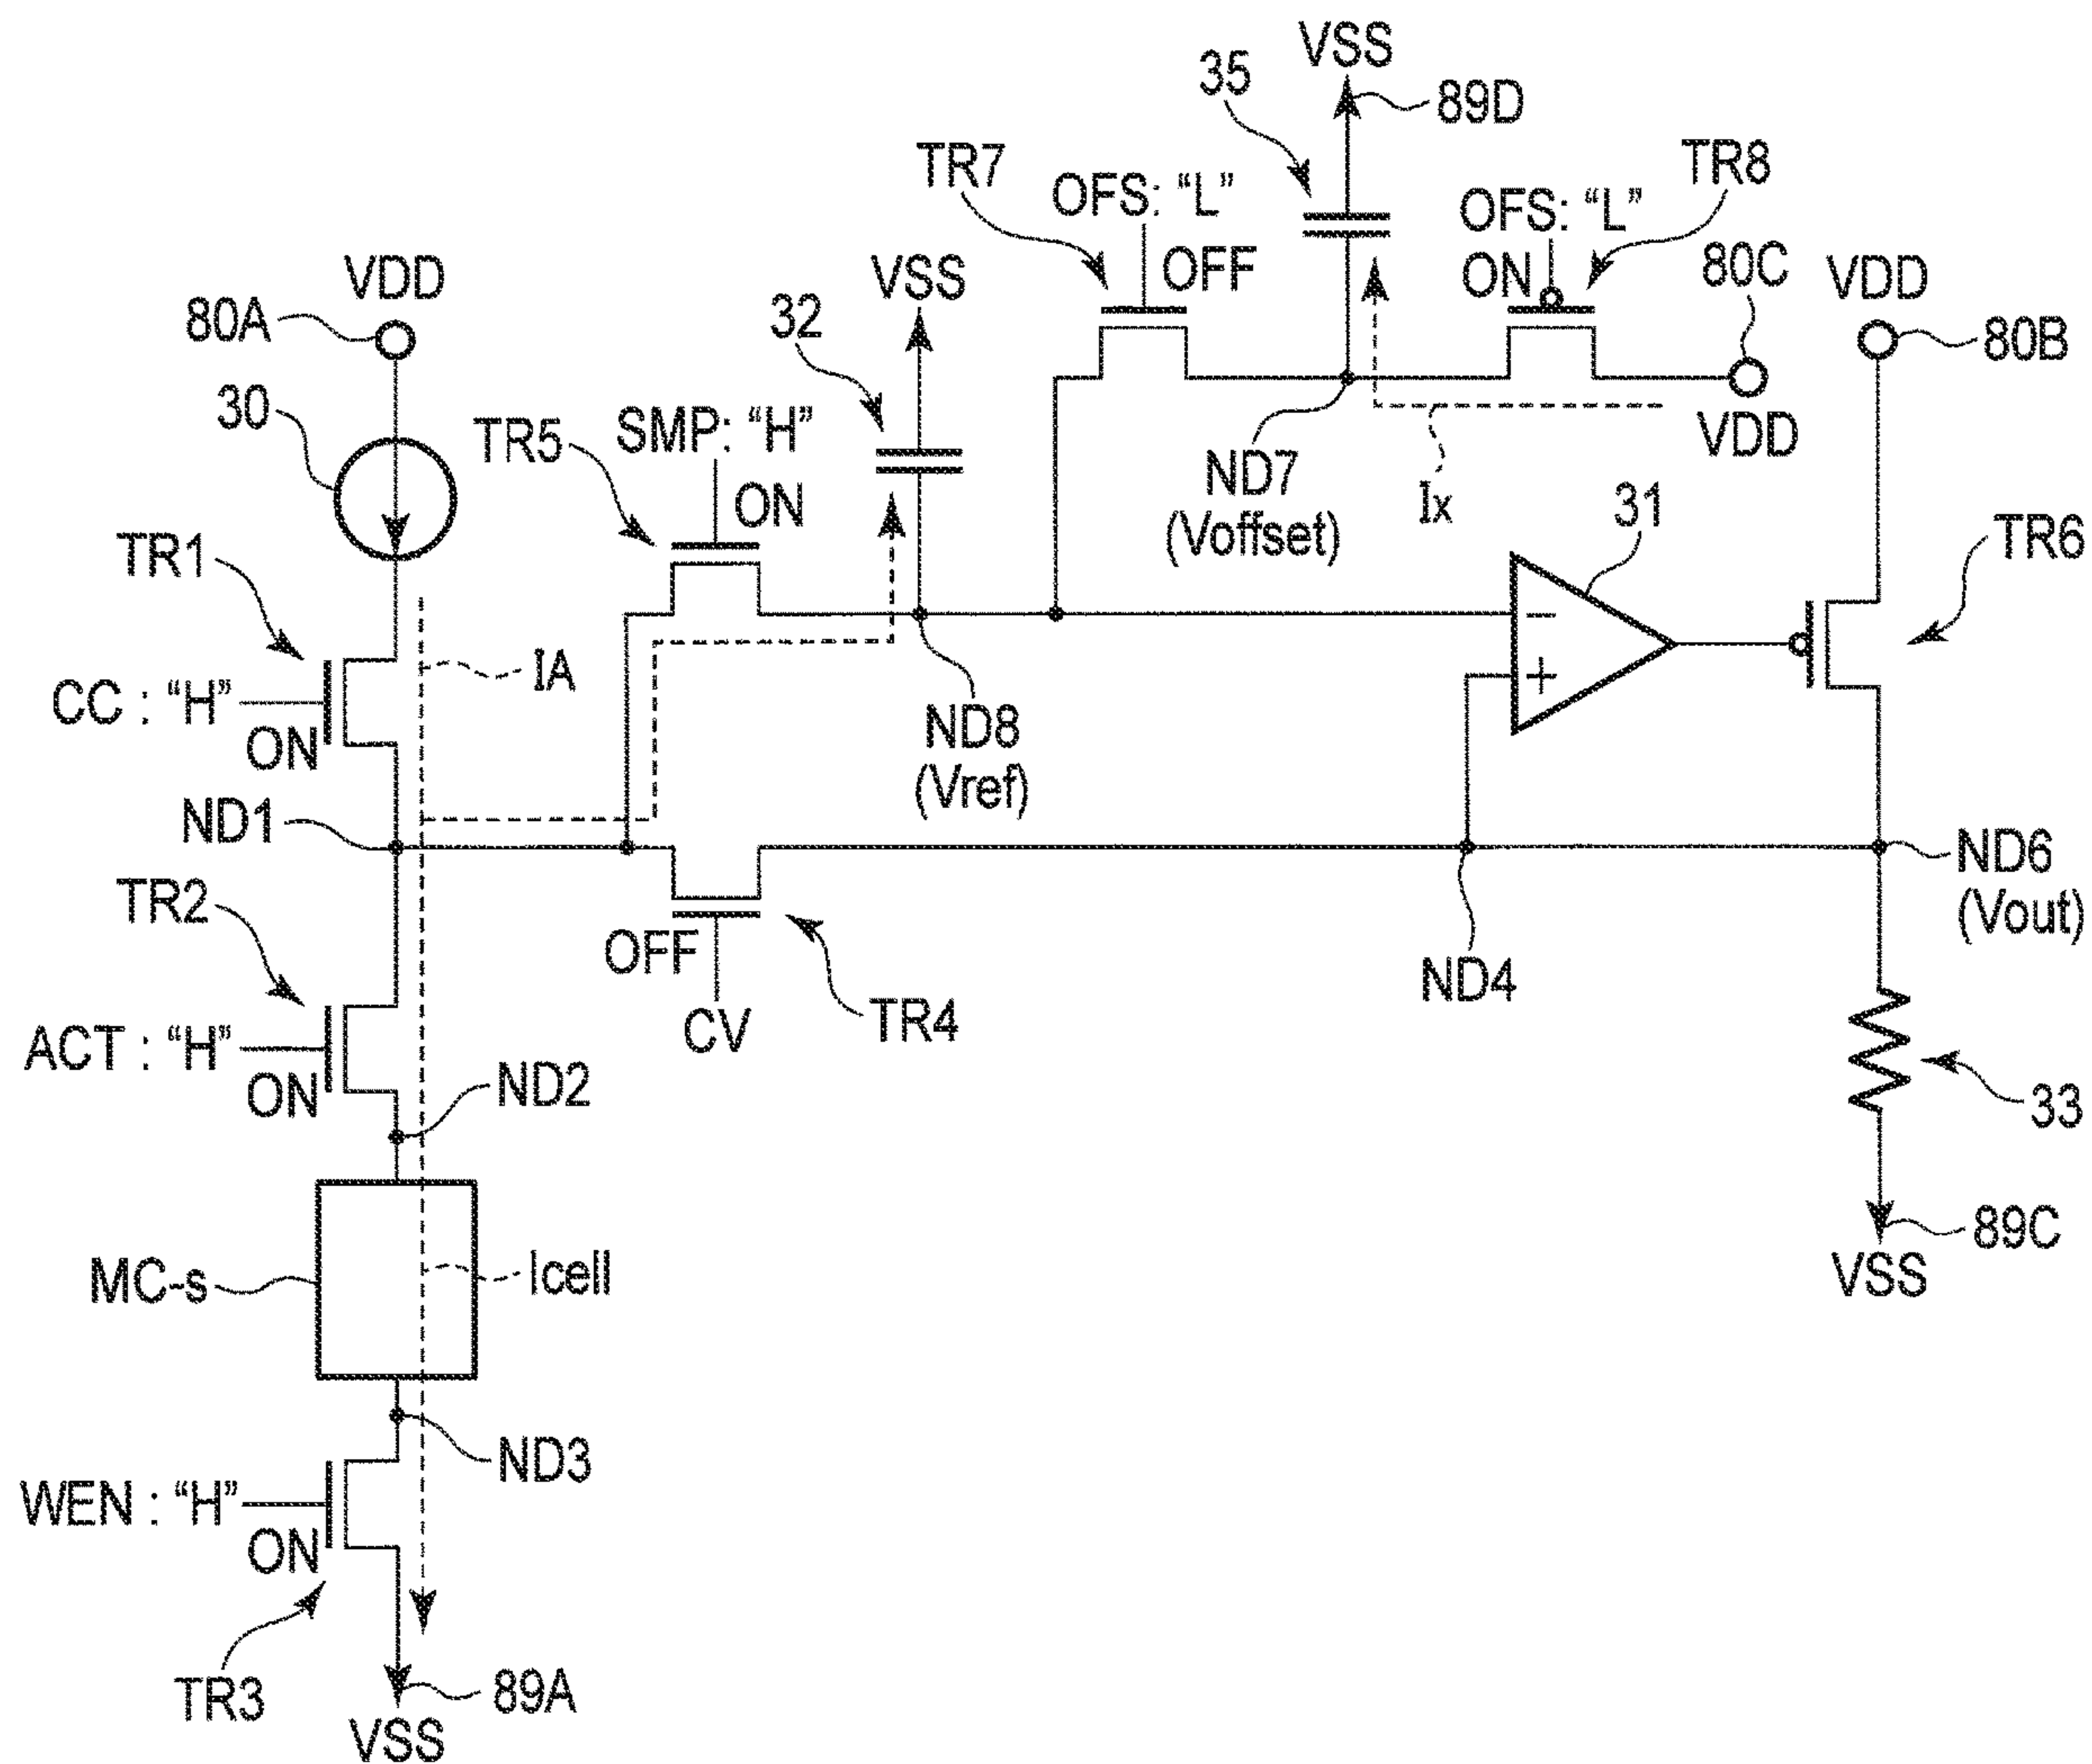 VSS
35
89D
TR7
OFS: “L”
OFF
OFS: “L”
ON
TR8
VDD
80A
VSS
32
80C
VDD
VDD
80B
30
SMP: “H”
TR5
ON
ND7
(Voffset)
Ix
31
TR6
TR1
IA
CC : “H”
ON
ND8
(Vref)
−
+
ND1
ND6
(Vout)
TR2
OFF
CV
TR4
ND4
ACT : “H”
ON
ND2
33
MC-s
Icell
89C
VSS
ND3
WEN : “H”
ON
TR3
89A
VSS